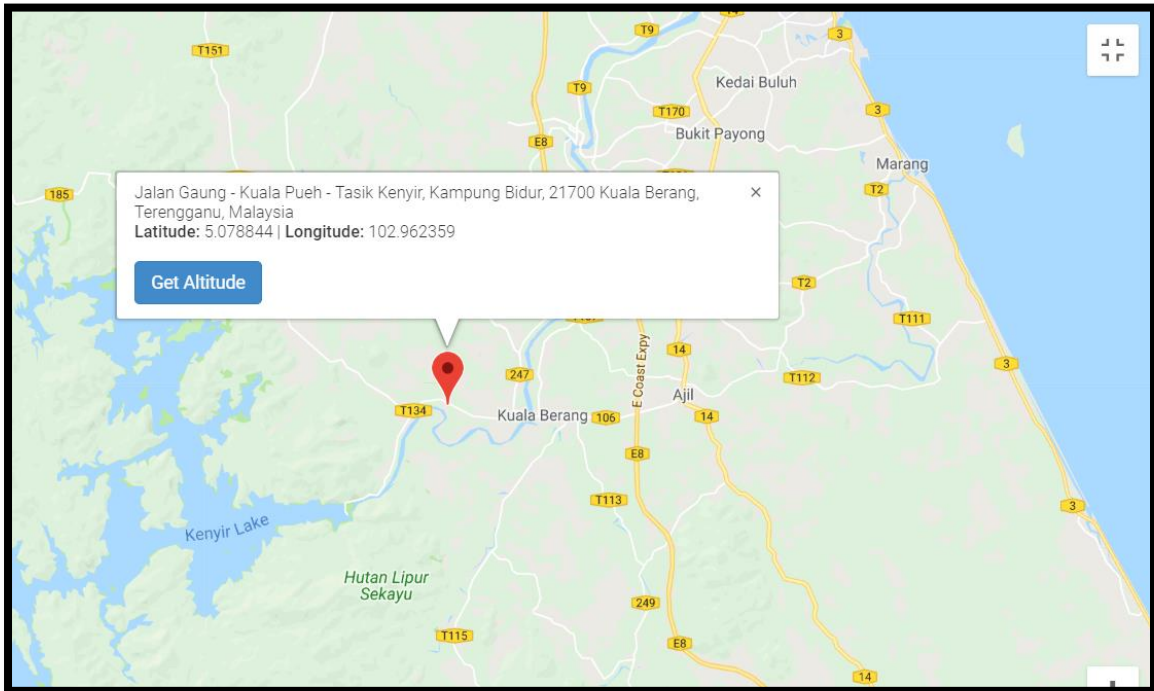 T9
3
T151
Kedai Buluh
T9
T170
3
Bukit Payong
E8
Marang
185
T2
Jalan Gaung - Kuala Pueh - Tasik Kenyir, Kampung Bidur, 21700 Kuala Berang,
Terengganu, Malaysia
Latitude: 5.078844 | Longitude: 102.962359
×
Get Altitude
T2
T111
E Coast Expy
14
3
247
T112
Ajil
T134
Kuala Berang
106
14
E8
T113
3
Kenyir Lake
Hutan Lipur
Sekayu
249
T115
E8
14